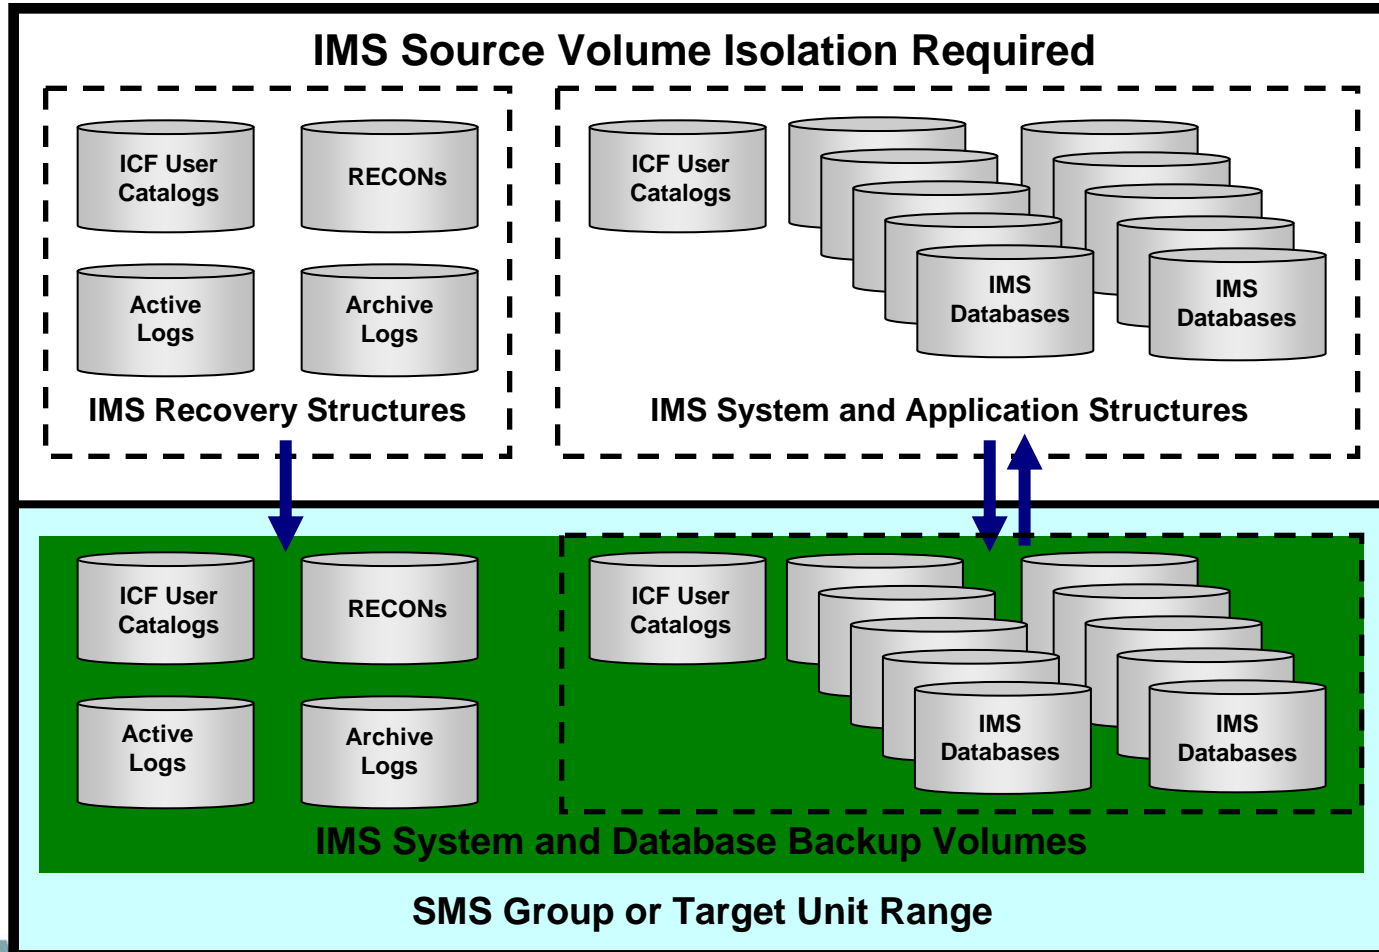 IMS Source Volume Isolation Required
ICF User
Catalogs
RECONs
Active
Logs
Archive
Logs
IMS Recovery Structures
ICF User
Catalogs
IMS
Databases
IMS
Databases
IMS System and Application Structures
ICF User
Catalogs
RECONs
Active
Logs
Archive
Logs
ICF User
Catalogs
IMS
Databases
IMS
Databases
IMS System and Database Backup Volumes
SMS Group or Target Unit Range